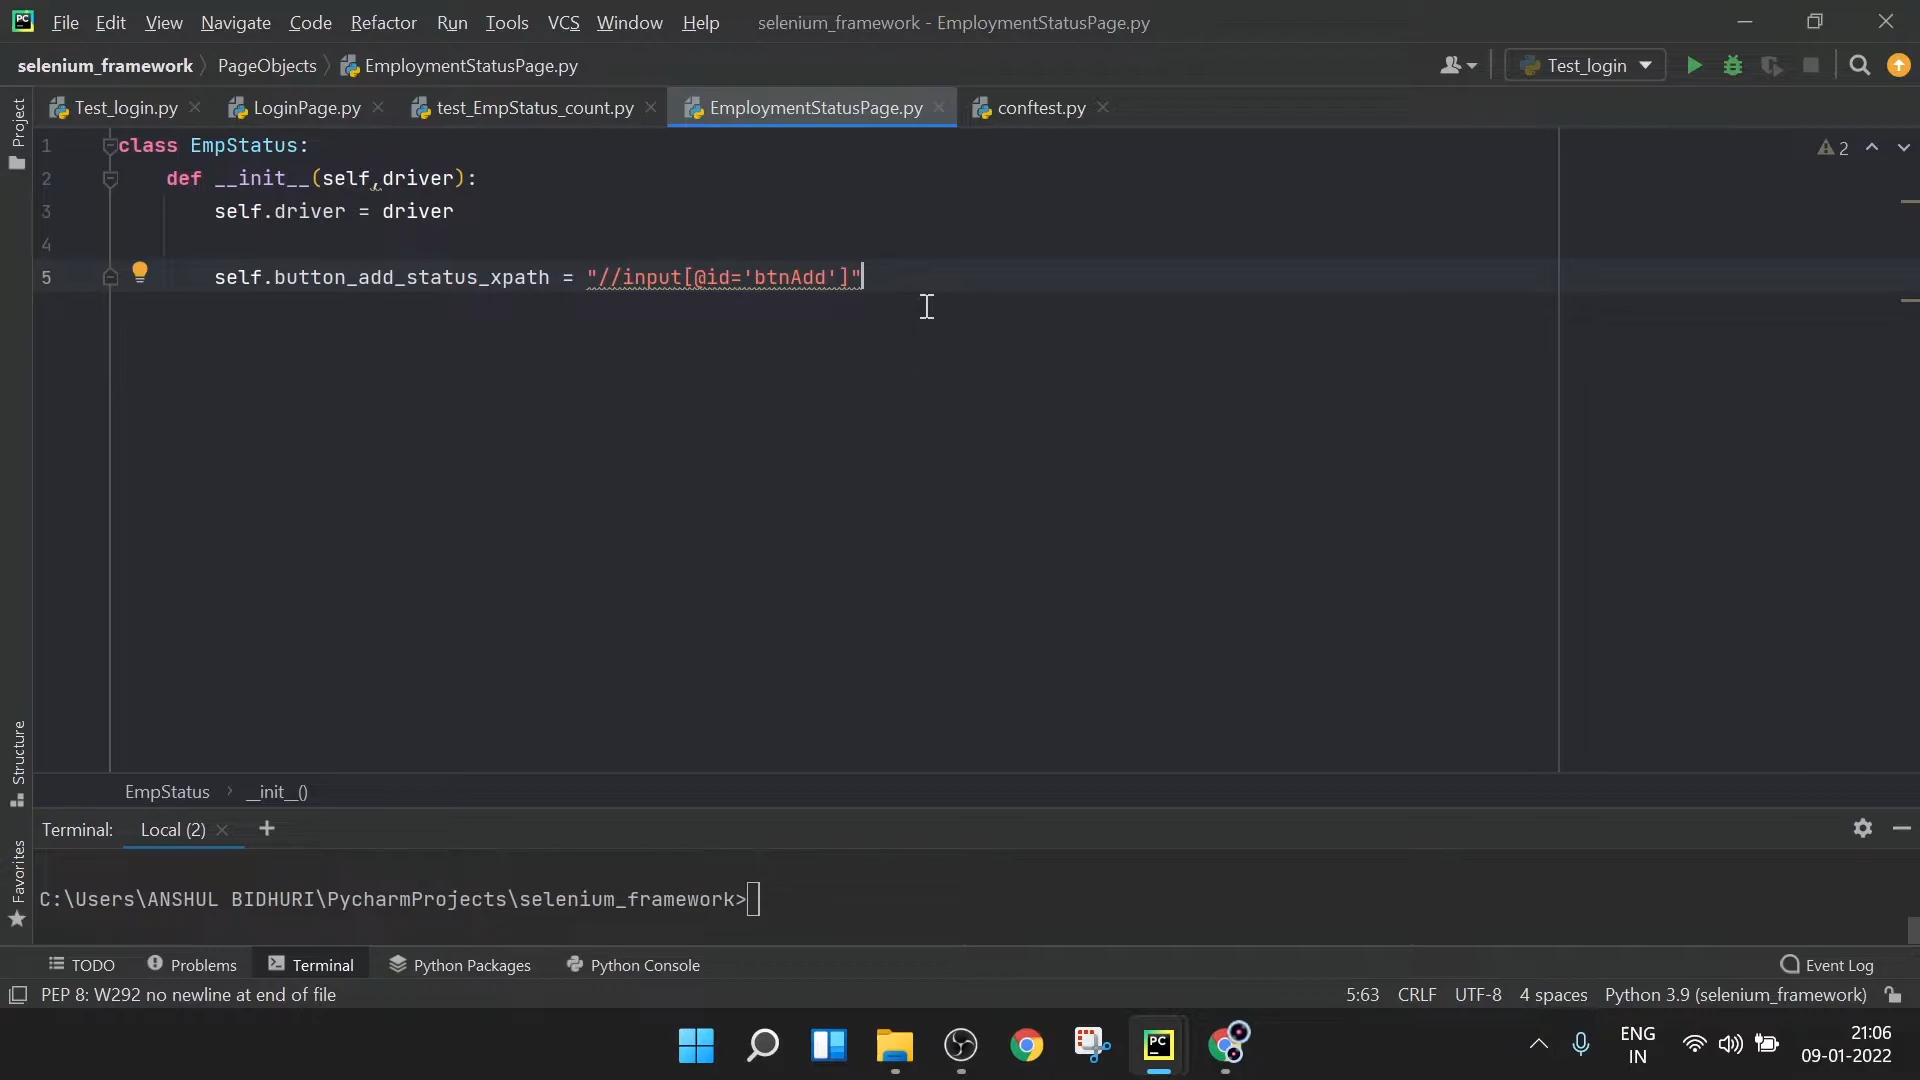 PC File Edit View Navigate Code Refactor Run Tools VCS Window Help selenium_framework - EmploymentStatusPage.py
selenium_framework PageObjects EmploymentStatusPage.py Test_login
Test_login.py LoginPage.py test_EmpStatus_count.py EmploymentStatusPage.py conftest.py
1 class EmpStatus: 2
2 def __init__(self,driver):
3 self.driver = driver
4
5 self.button_add_status_xpath = "//input[@id='btnAdd']"
Project
Structure
Favorites
EmpStatus › __init__()
Terminal: Local (2)
C:\Users\ANSHUL BIDHURI\PycharmProjects\selenium_framework>
TODO Problems Terminal Python Packages Python Console Event Log
PEP 8: W292 no newline at end of file 5:63 CRLF UTF-8 4 spaces Python 3.9 (selenium_framework)
PC ENG 21:06
IN 09-01-2022